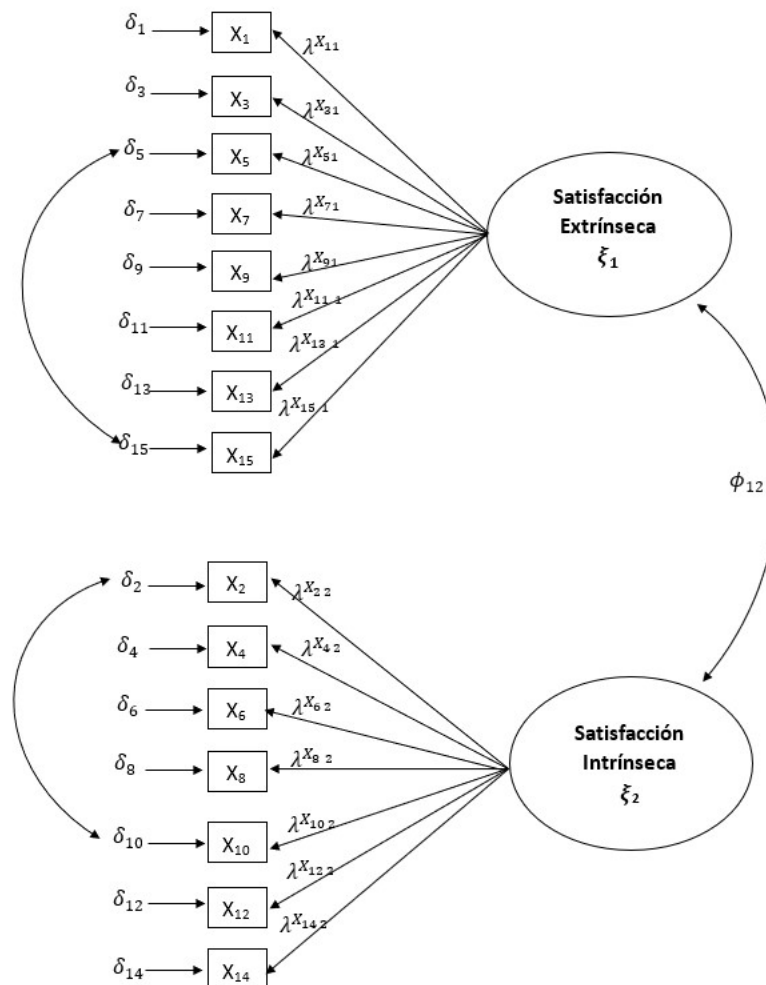 δ₁ X₁ λX₁₁
δ₃ X₃ λX₃₁
δ₅ X₅ λX₅₁
δ₇ X₇ λX₇₁
δ₉ X₉ λX₉₁
δ₁₁ X₁₁ λX₁₁ ₁
δ₁₃ X₁₃ λX₁₃ ₁
δ₁₅ X₁₅ λX₁₅ ₁
Satisfacción
Extrínseca
ξ₁
ϕ₁₂
δ₂ X₂ λX₂ ₂
δ₄ X₄ λX₄ ₂
δ₆ X₆ λX₆ ₂
δ₈ X₈ λX₈ ₂
δ₁₀ X₁₀ λX₁₀ ₂
δ₁₂ X₁₂ λX₁₂ ₂
δ₁₄ X₁₄ λX₁₄ ₂
Satisfacción
Intrínseca
ξ₂